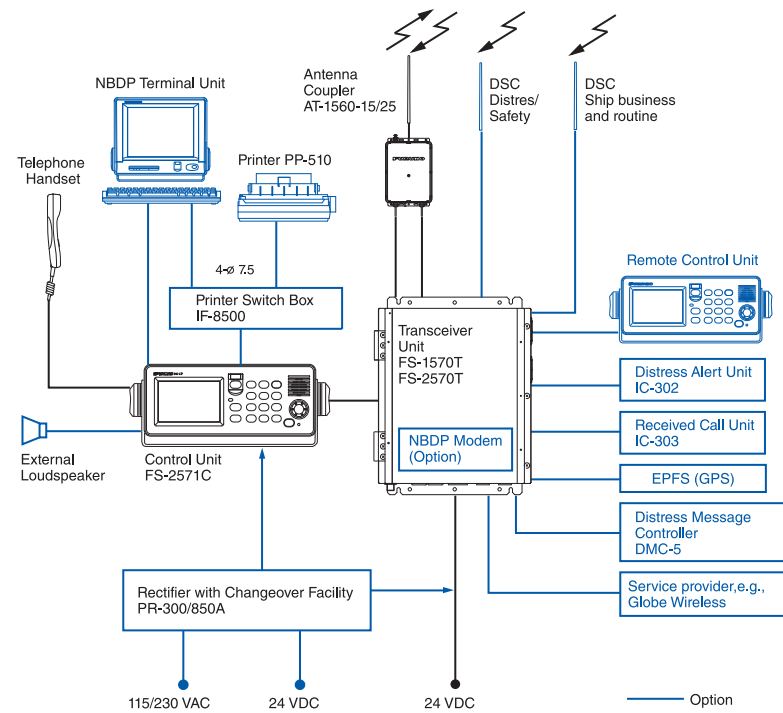 NBDP Terminal Unit
Antenna
Coupler
AT-1560-15/25
DSC
Distres/
Safety
DSC
Ship business
and routine
Telephone
Handset
Printer PP-510
FURUNO
4-ø 7.5
Printer Switch Box
IF-8500
Remote Control Unit
Transceiver
Unit
FS-1570T
FS-2570T
Distress Alert Unit
IC-302
Received Call Unit
IC-303
NBDP Modem
(Option)
EPFS (GPS)
External
Loudspeaker
Control Unit
FS-2571C
Distress Message
Controller
DMC-5
Service provider,e.g.,
Globe Wireless
Rectifier with Changeover Facility
PR-300/850A
115/230 VAC
24 VDC
24 VDC
Option